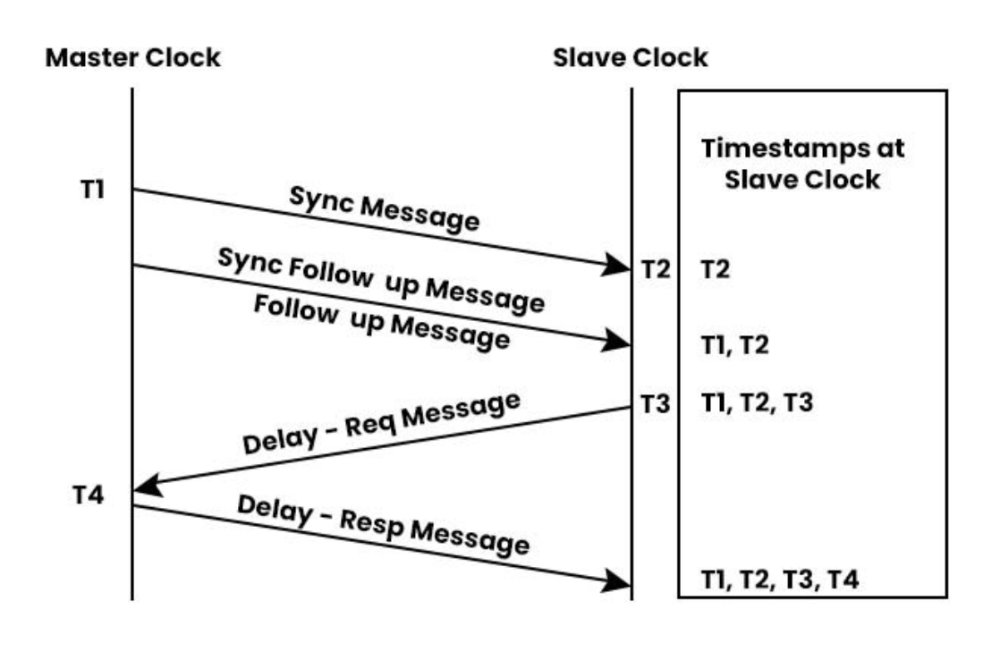 Master Clock
Slave Clock
Timestamps at
Slave Clock
T1
Sync Message
T2
T2
Sync Follow up Message
Follow up Message
T1, T2
Delay - Req Message
T3
T1, T2, T3
T4
Delay - Resp Message
T1, T2, T3, T4